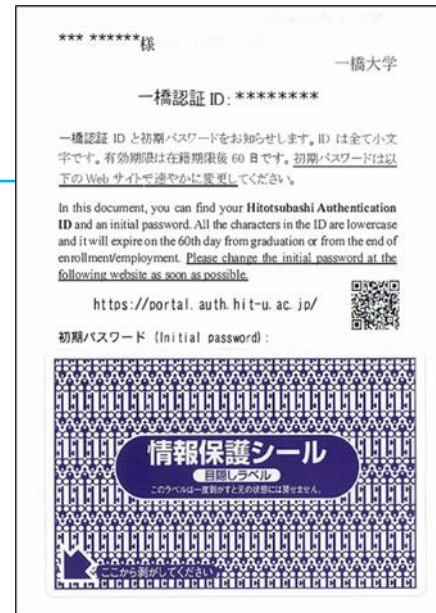 *** ******様
一橋大学
一橋認証 ID: ********
一橋認証 ID と初期パスワードをお知らせします。ID は全て小文
字です。有効期限は在籍期限後 60 日です。初期パスワードは以
下の Web サイトで速やかに変更してください。
In this document, you can find your Hitotsubashi Authentication
ID and an initial password. All the characters in the ID are lowercase
and it will expire on the 60th day from graduation or from the end of
enrollment/employment. Please change the initial password at the
following website as soon as possible.
https://portal.auth.hit-u.ac.jp/
初期パスワード (Initial password):
情報保護シール
目隠しラベル
このラベルは一度剥がすと元の状態には戻せません。
ここから剥がしてください